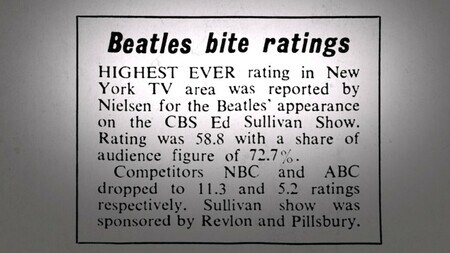 Beatles bite ratings
HIGHEST EVER rating in New
York TV area was reported by
Nielsen for the Beatles' appearance
on the CBS Ed Sullivan Show.
Rating was 58.8 with a share of
audience figure of 72.7%.
Competitors NBC and ABC
dropped to 11.3 and 5.2 ratings
respectively. Sullivan show was
sponsored by Revlon and Pillsbury.